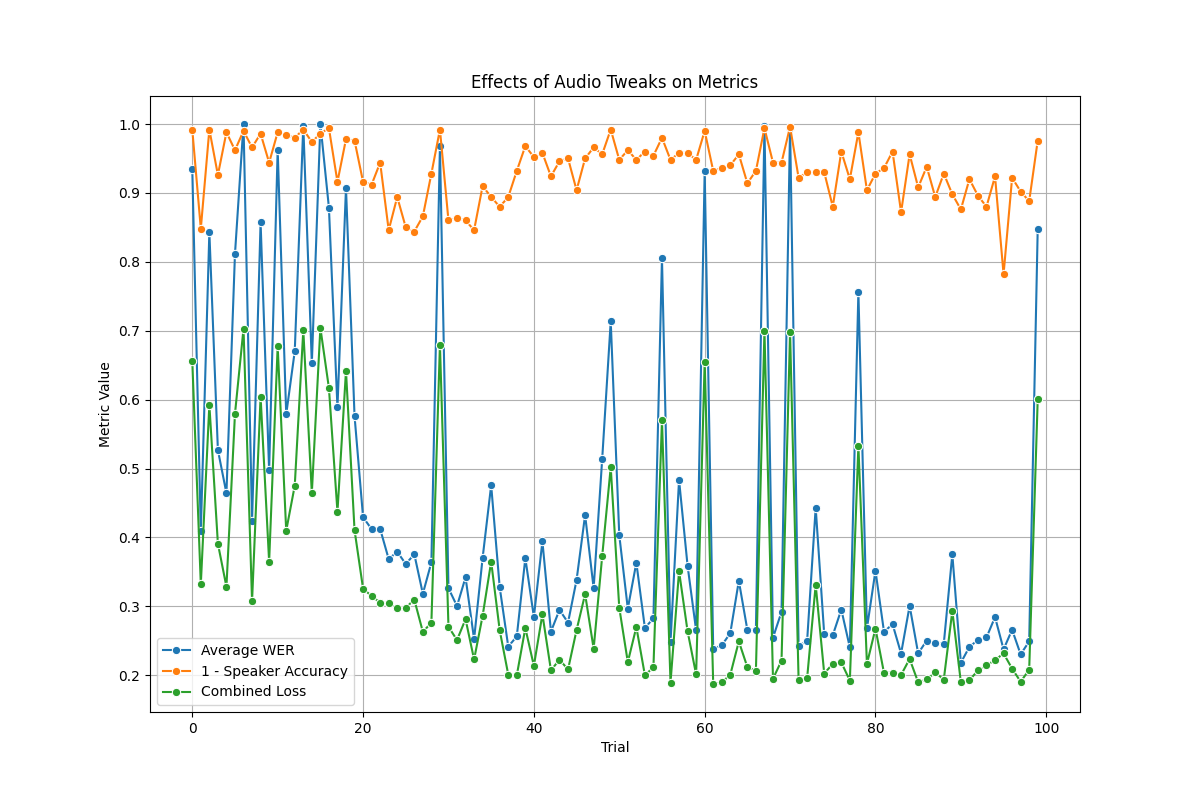 Effects of Audio Tweaks on Metrics
1.0
0.9
0.8
0.7
0.6
0.5
0.4
0.3
0.2
Metric Value
Average WER
1 - Speaker Accuracy
Combined Loss
0 20 40 60 80 100
Trial